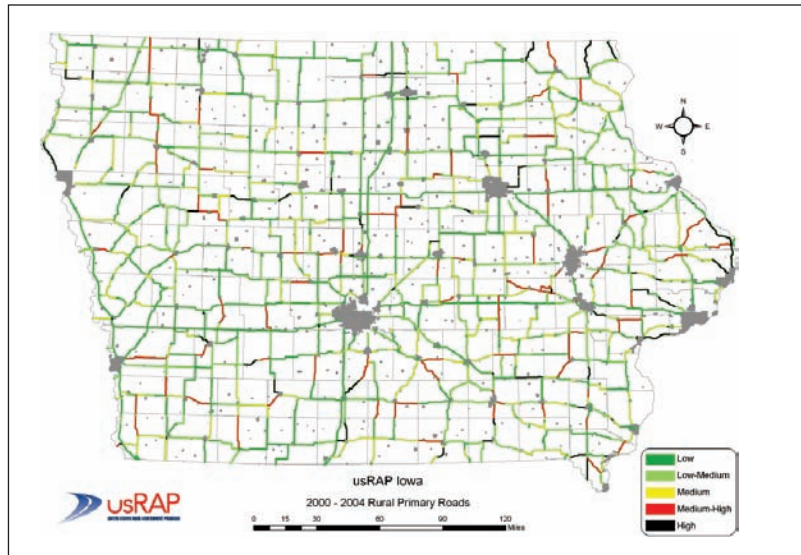 N
W E
S
Low
Low-Medium
Medium
Medium-High
High
usRAP Iowa
2000 - 2004 Rural Primary Roads
usRAP
0 15 30 60 90 120
Miles